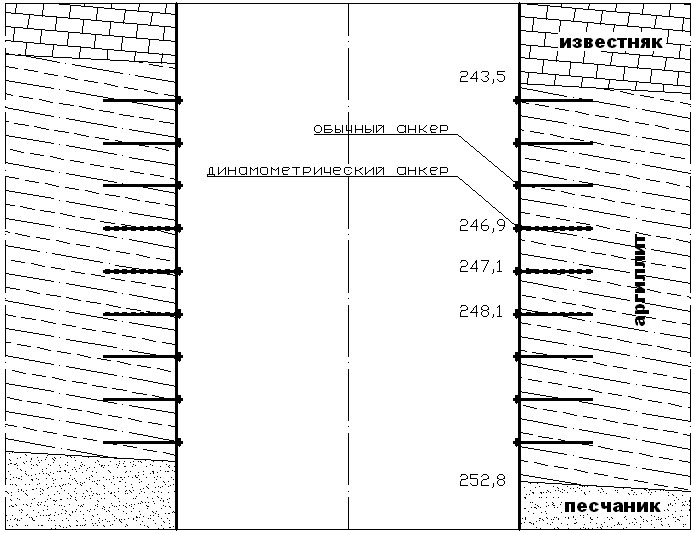 известняк
243,5
обычный анкер
динамометрический анкер
246,9
247,1
248,1
аргиллит
252,8
песчаник